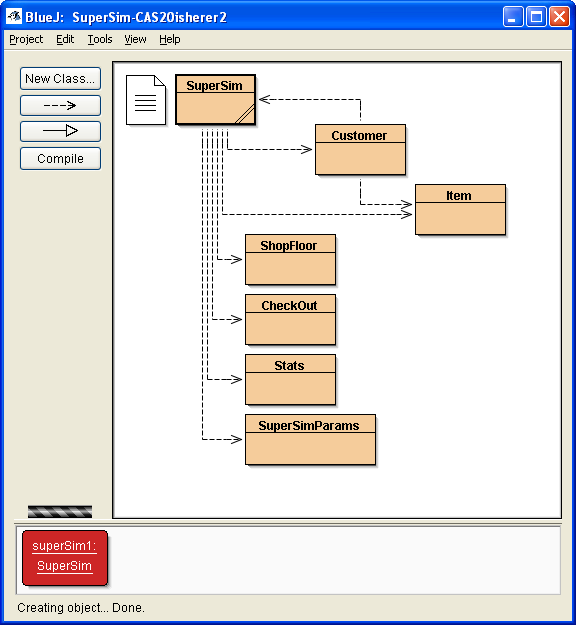 BlueJ: SuperSim-CAS20isherer2
Project Edit Tools View Help
New Class...
Compile
SuperSim
Customer
Item
ShopFloor
CheckOut
Stats
SuperSimParams
superSim1:
SuperSim
Creating object... Done.